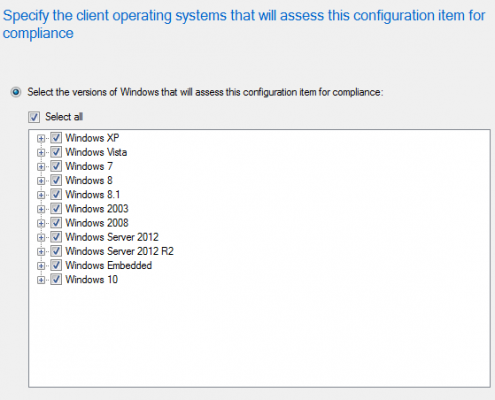 Specify the client operating systems that will assess this configuration item for
compliance
Select the versions of Windows that will assess this configuration item for compliance:
Select all
Windows XP
Windows Vista
Windows 7
Windows 8
Windows 8.1
Windows 2003
Windows 2008
Windows Server 2012
Windows Server 2012 R2
Windows Embedded
Windows 10